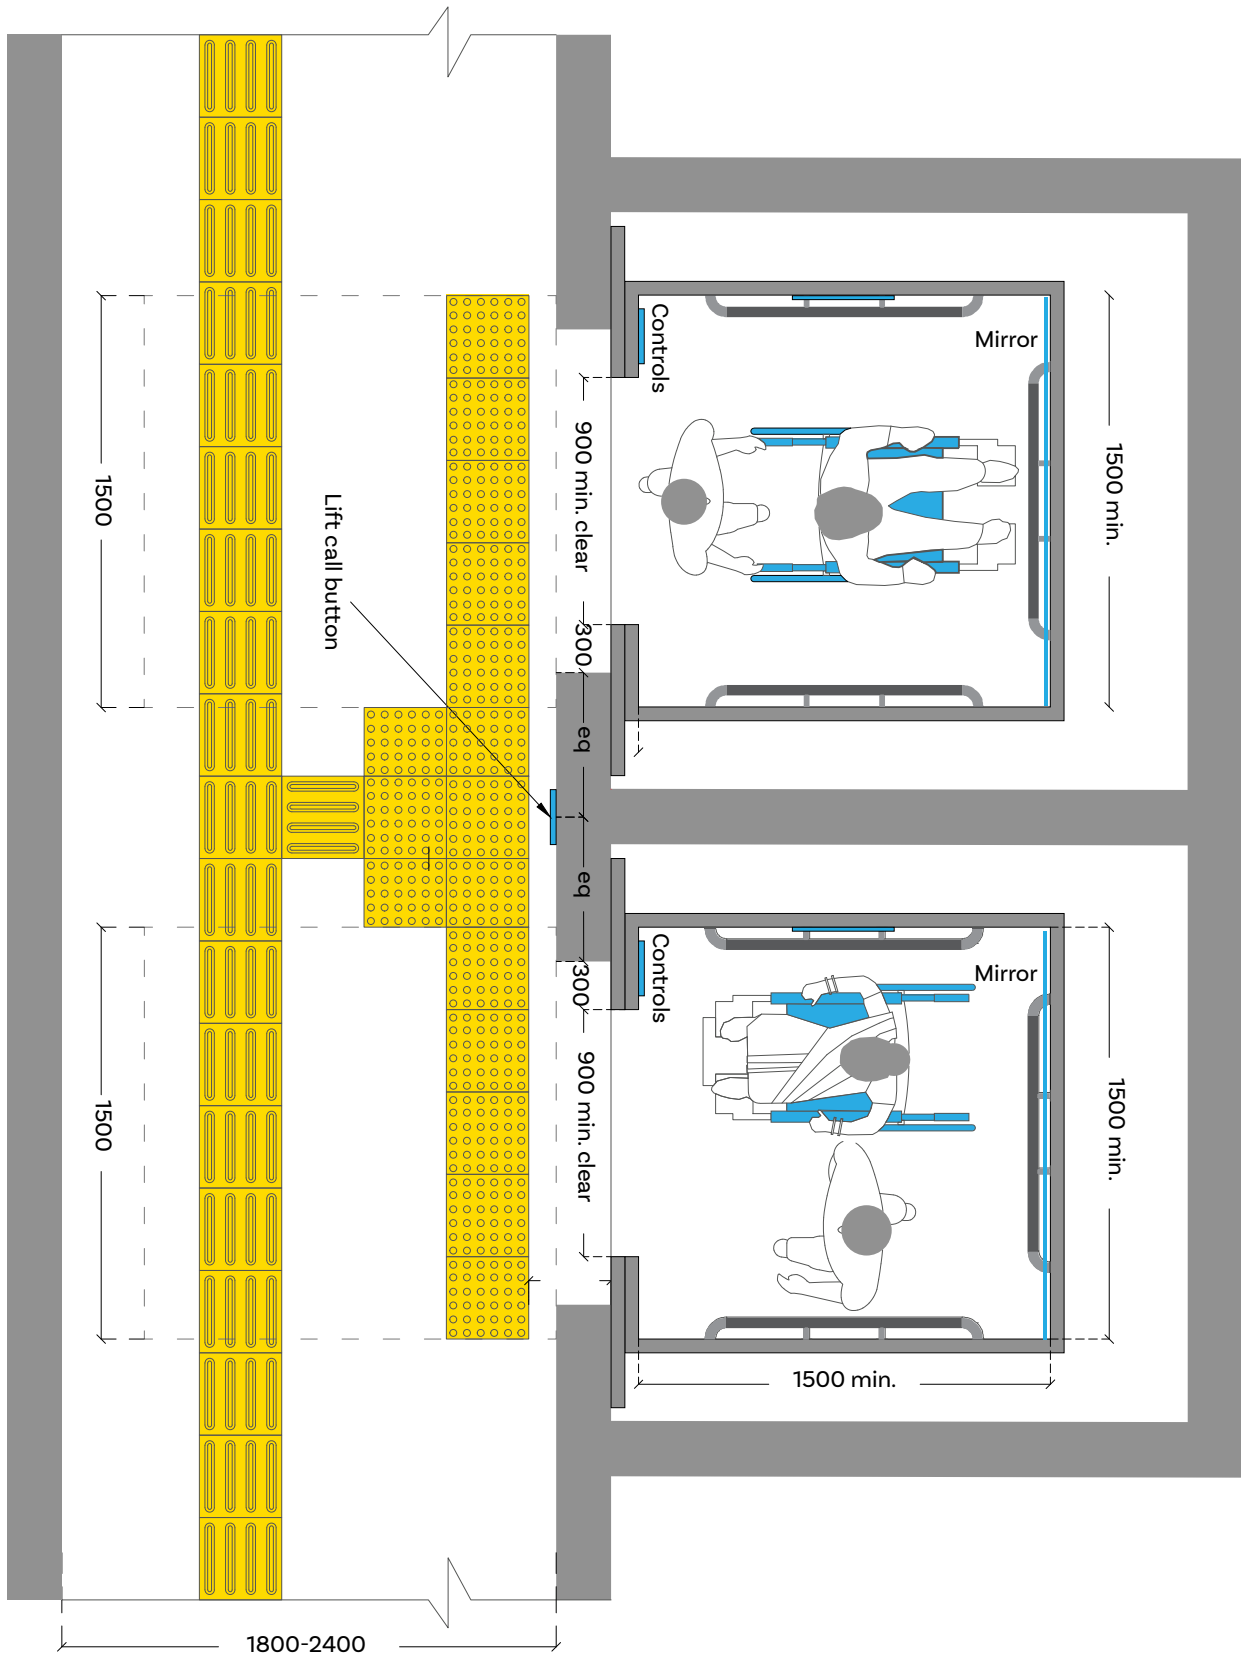 Controls
Mirror
900 min. clear
1500 min.
1500
Lift call button
300
eq
eq
300
Controls
Mirror
900 min. clear
1500 min.
1500
1500 min.
1800-2400